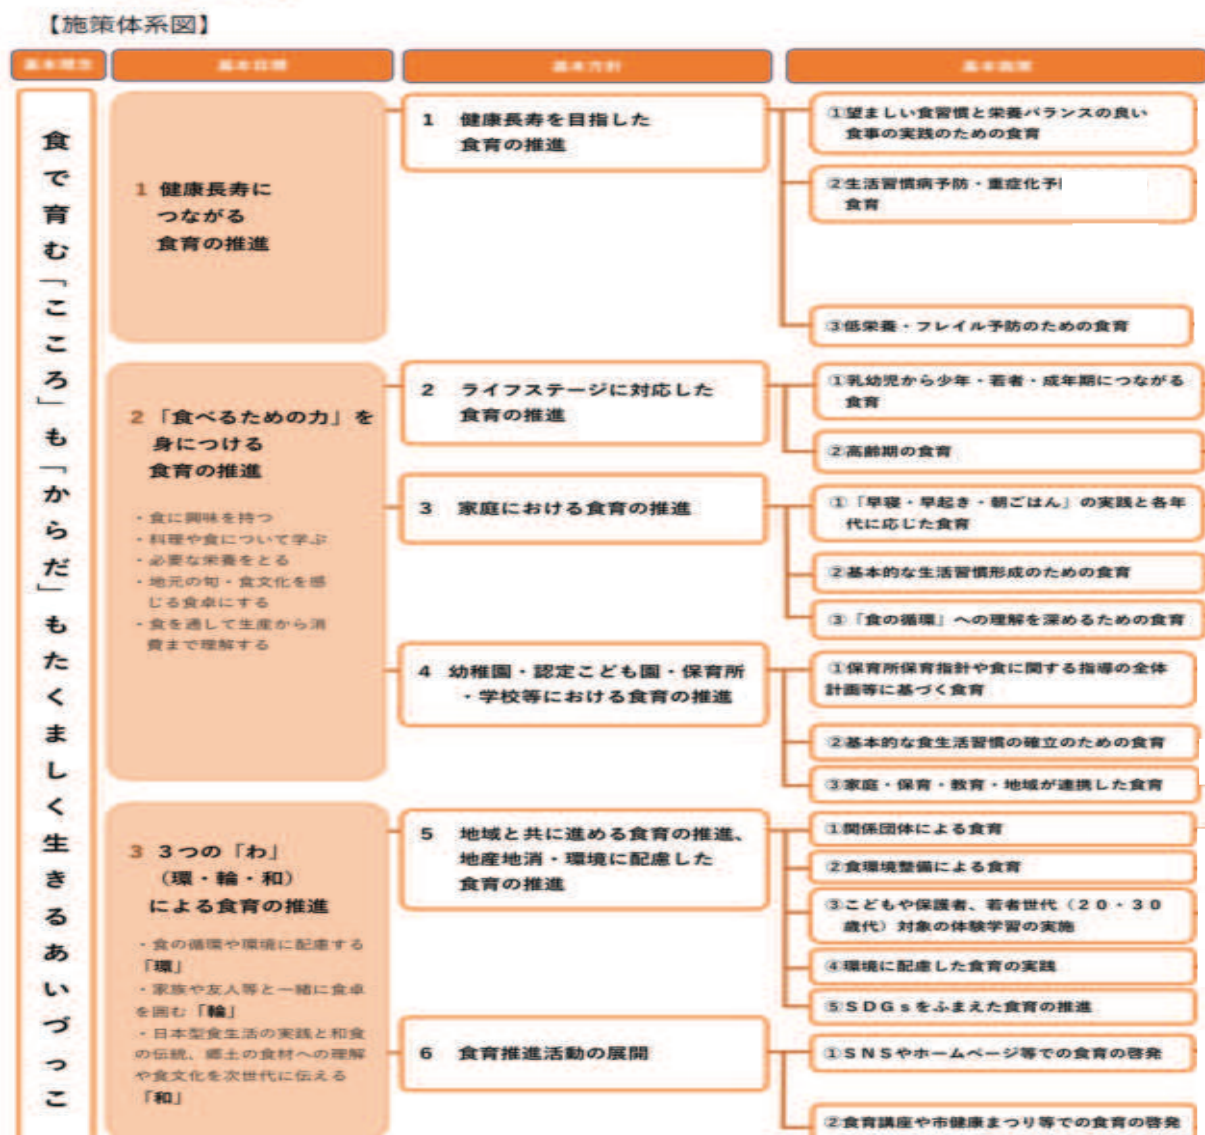 【施策体系図】
基本理念
基本目標
基本方針
基本施策
食で育む「こころ」も「からだ」もたくましく生きるあいづっこ
1 健康長寿に
つながる
食育の推進
1 健康長寿を目指した
食育の推進
①望ましい食習慣と栄養バランスの良い
食事の実践のための食育
②生活習慣病予防・重症化予
食育
③低栄養・フレイル予防のための食育
2 「食べるための力」を
身につける
食育の推進
・食に興味を持つ
・料理や食について学ぶ
・必要な栄養をとる
・地元の旬・食文化を感
じる食卓にする
・食を通して生産から消
費まで理解する
2 ライフステージに対応した
食育の推進
①乳幼児から少年・若者・成年期につながる
食育
②高齢期の食育
3 家庭における食育の推進
①「早寝・早起き・朝ごはん」の実践と各年
代に応じた食育
②基本的な生活習慣形成のための食育
③「食の循環」への理解を深めるための食育
4 幼稚園・認定こども園・保育所
・学校等における食育の推進
①保育所保育指針や食に関する指導の全体
計画等に基づく食育
②基本的な食生活習慣の確立のための食育
③家庭・保育・教育・地域が連携した食育
3 3つの「わ」
（環・輪・和）
による食育の推進
・食の循環や環境に配慮する
「環」
・家族や友人等と一緒に食卓
を囲む「輪」
・日本型食生活の実践と和食
の伝統、郷土の食材への理解
や食文化を次世代に伝える
「和」
5 地域と共に進める食育の推進、
地産地消・環境に配慮した
食育の推進
①関係団体による食育
②食環境整備による食育
③こどもや保護者、若者世代（20・30
歳代）対象の体験学習の実施
④環境に配慮した食育の実践
⑤SDGsをふまえた食育の推進
6 食育推進活動の展開
①SNSやホームページ等での食育の啓発
②食育講座や市健康まつり等での食育の啓発